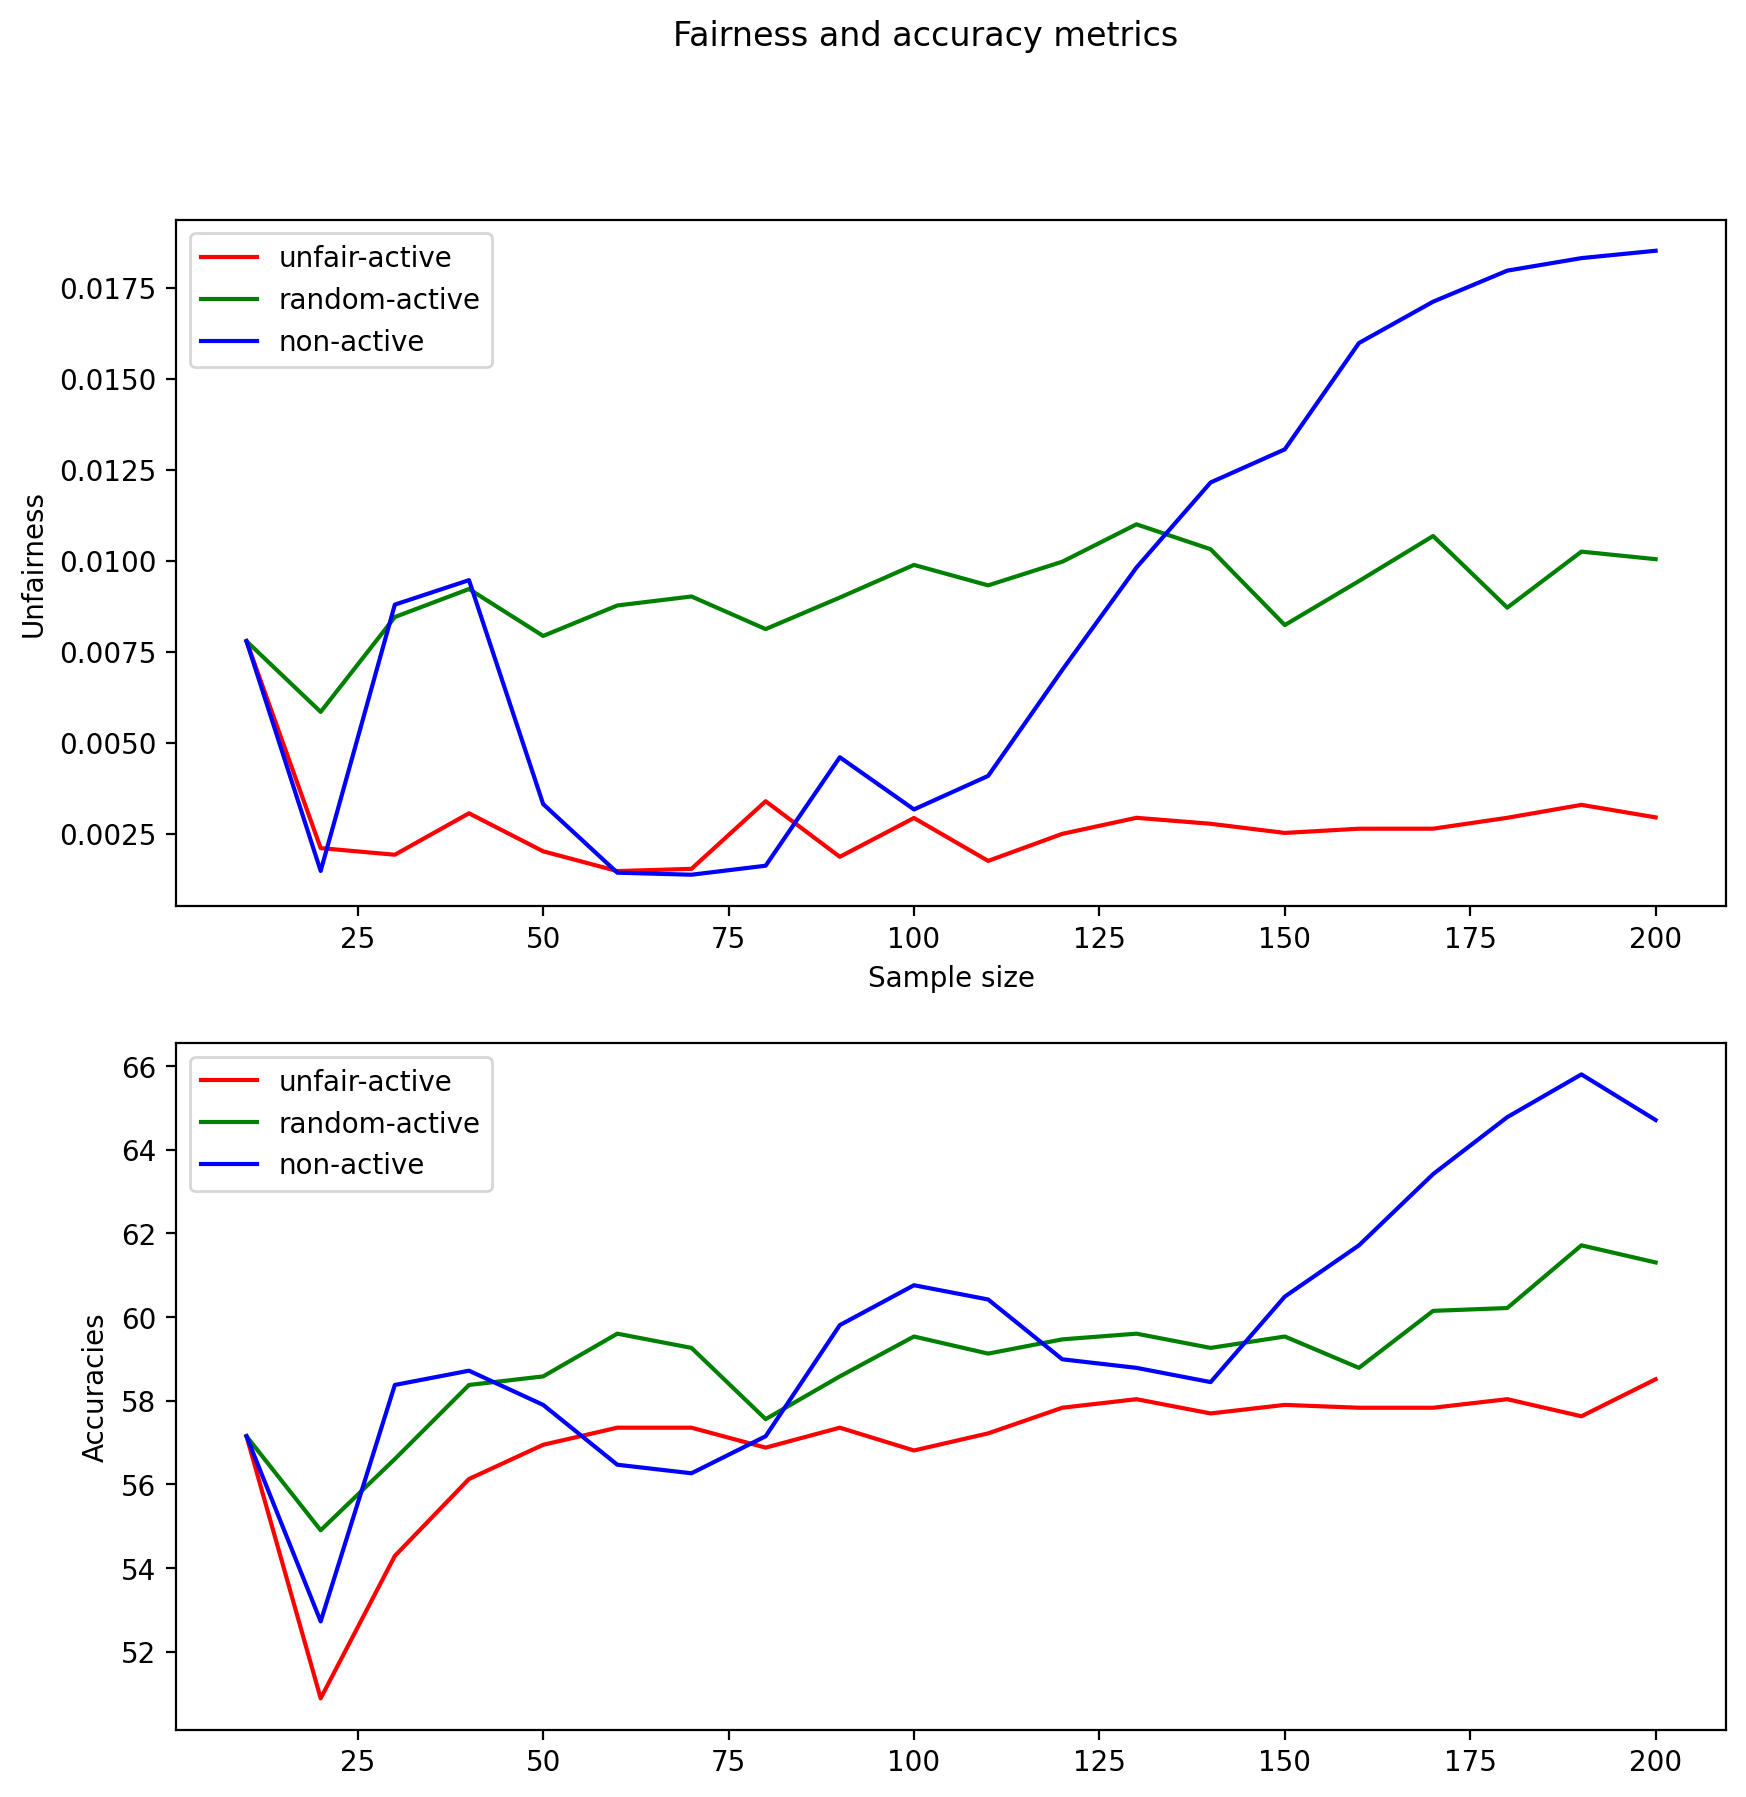 Fairness and accuracy metrics
unfair-active
random-active
non-active
0.0175
0.0150
0.0125
0.0100
0.0075
0.0050
0.0025
Unfairness
25 50 75 100 125 150 175 200
Sample size
unfair-active
random-active
non-active
66
64
62
60
58
56
54
52
Accuracies
25 50 75 100 125 150 175 200